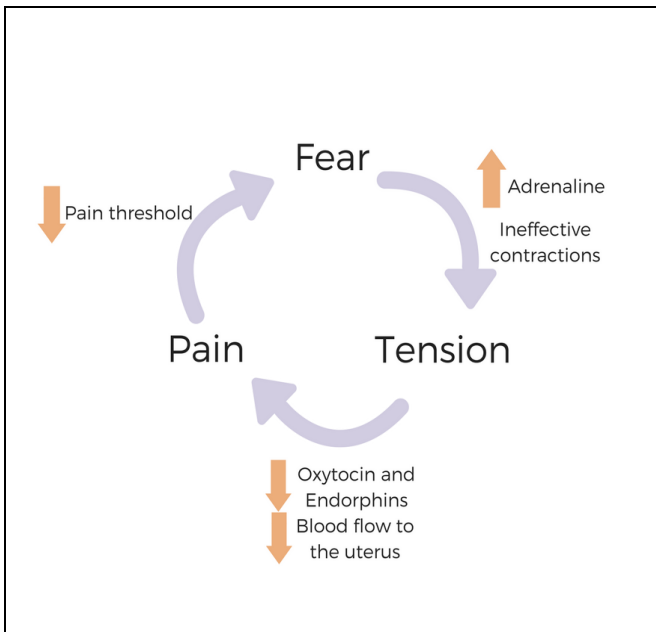 Fear
Adrenaline
Ineffective
contractions
Tension
Oxytocin and
Endorphins
Blood flow to
the uterus
Pain
Pain threshold